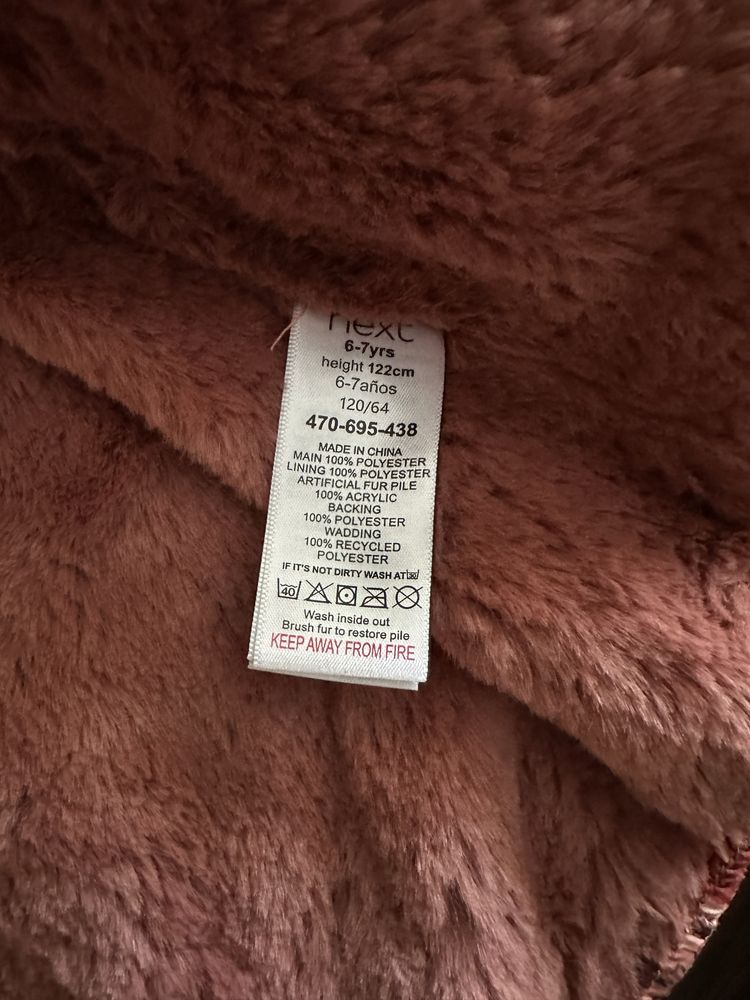 next
6-7yrs
height 122cm
6-7años
120/64
470-695-438
MADE IN CHINA
MAIN 100% POLYESTER
LINING 100% POLYESTER
ARTIFICIAL FUR PILE
100% ACRYLIC
BACKING
100% POLYESTER
WADDING
100% RECYCLED
POLYESTER
IF IT'S NOT DIRTY WASH AT
40
Wash inside out
Brush fur to restore pile
KEEP AWAY FROM FIRE